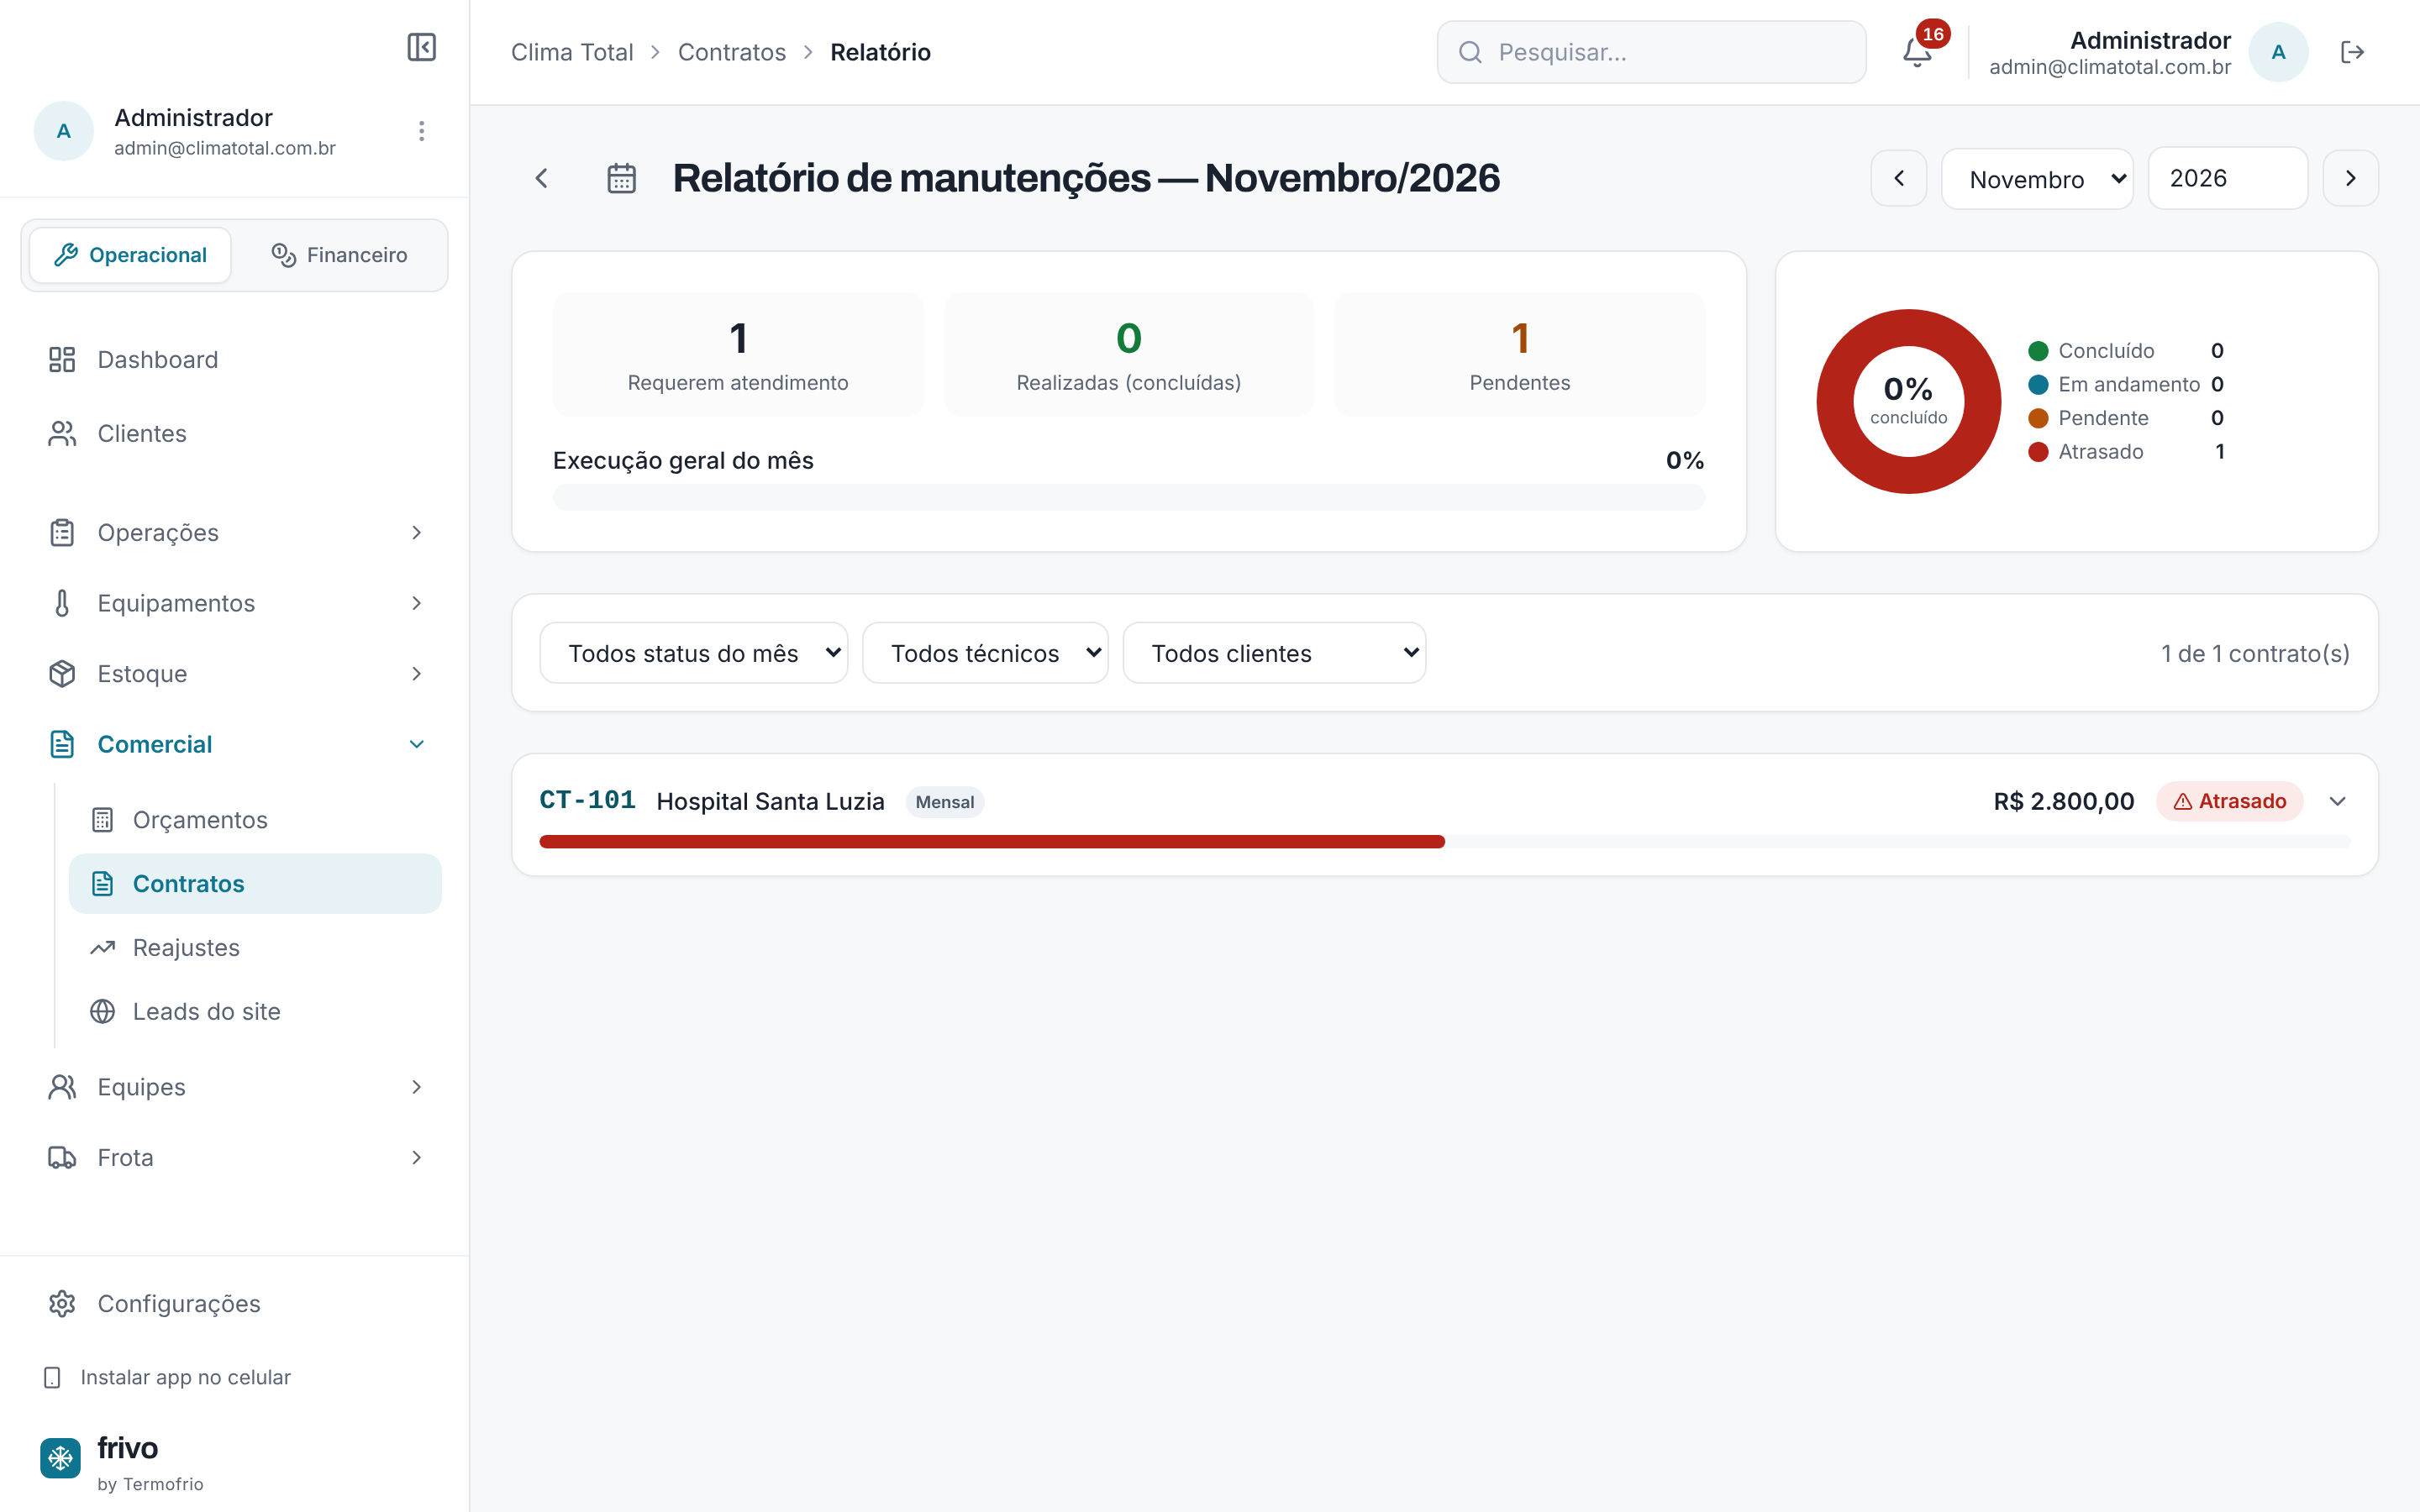 Administrador
admin@climatotal.com.br
A
Operacional
Financeiro
Dashboard
Clientes
Operações
Equipamentos
Estoque
Comercial
Orçamentos
Contratos
Reajustes
Leads do site
Equipes
Frota
Configurações
Instalar app no celular
frivo
by Termofrio
Clima Total > Contratos > Relatório
Pesquisar...
16
Administrador
admin@climatotal.com.br
A
Relatório de manutenções — Novembro/2026
Novembro
2026
1
Requerem atendimento
0
Realizadas (concluídas)
1
Pendentes
Execução geral do mês 0%
0%
concluído
Concluído 0
Em andamento 0
Pendente 0
Atrasado 1
Todos status do mês
Todos técnicos
Todos clientes
1 de 1 contrato(s)
CT-101 Hospital Santa Luzia Mensal R$ 2.800,00 Atrasado